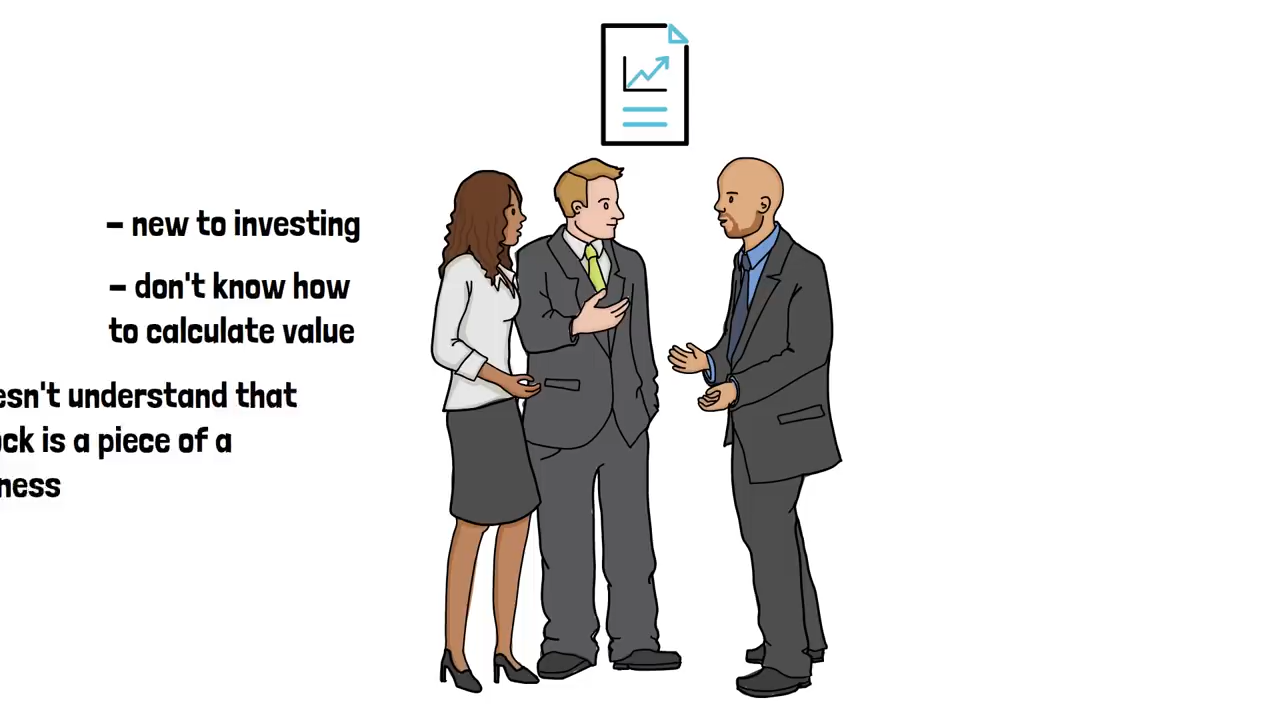 - new to investing
- don't know how
to calculate value
understand that
is a piece of a